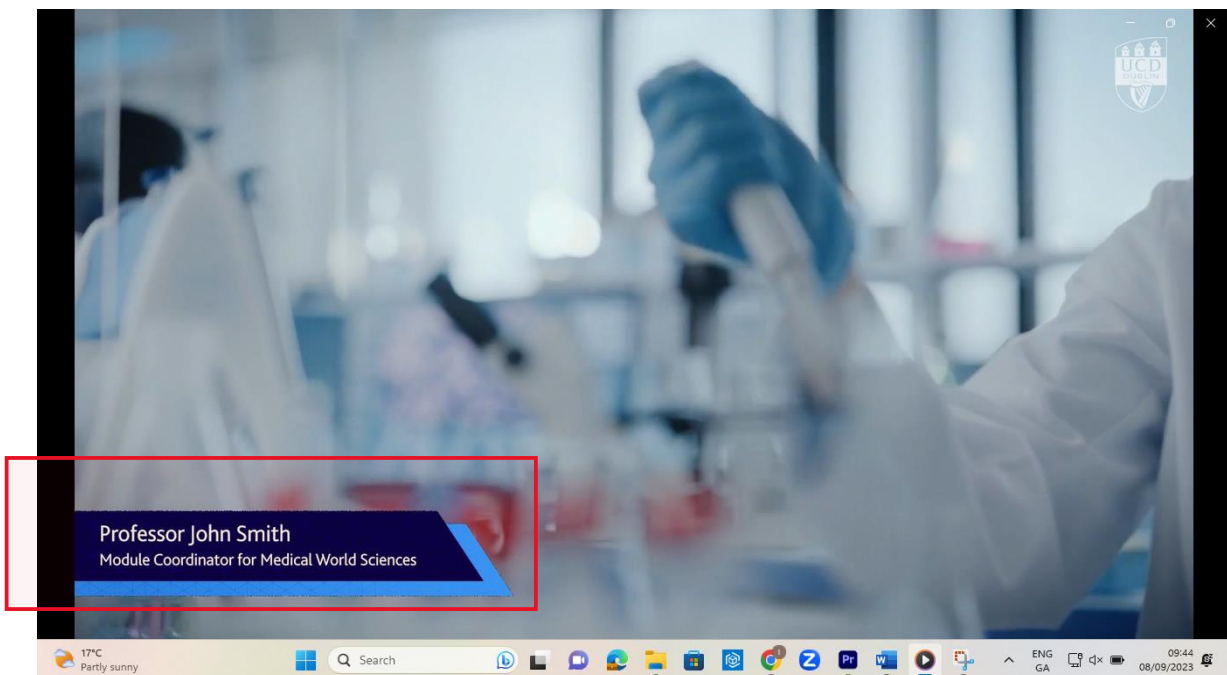 UCD
DUBLIN
Professor John Smith
Module Coordinator for Medical World Sciences
17°C
Partly sunny
Search
ENG
GA
09:44
08/09/2023
Pr